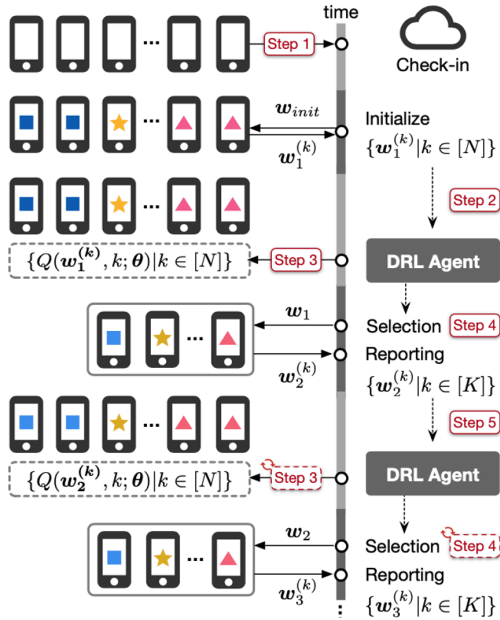 time
Step 1
Check-in
w_init
Initialize
w_1^(k)
{w_1^(k)|k ∈ [N]}
Step 2
{Q(w_1^(k), k; θ)|k ∈ [N]}
Step 3
DRL Agent
w_1
Selection
Step 4
Reporting
w_2^(k)
{w_2^(k)|k ∈ [K]}
Step 5
{Q(w_2^(k), k; θ)|k ∈ [N]}
Step 3
DRL Agent
w_2
Selection
Step 4
Reporting
w_3^(k)
{w_3^(k)|k ∈ [K]}